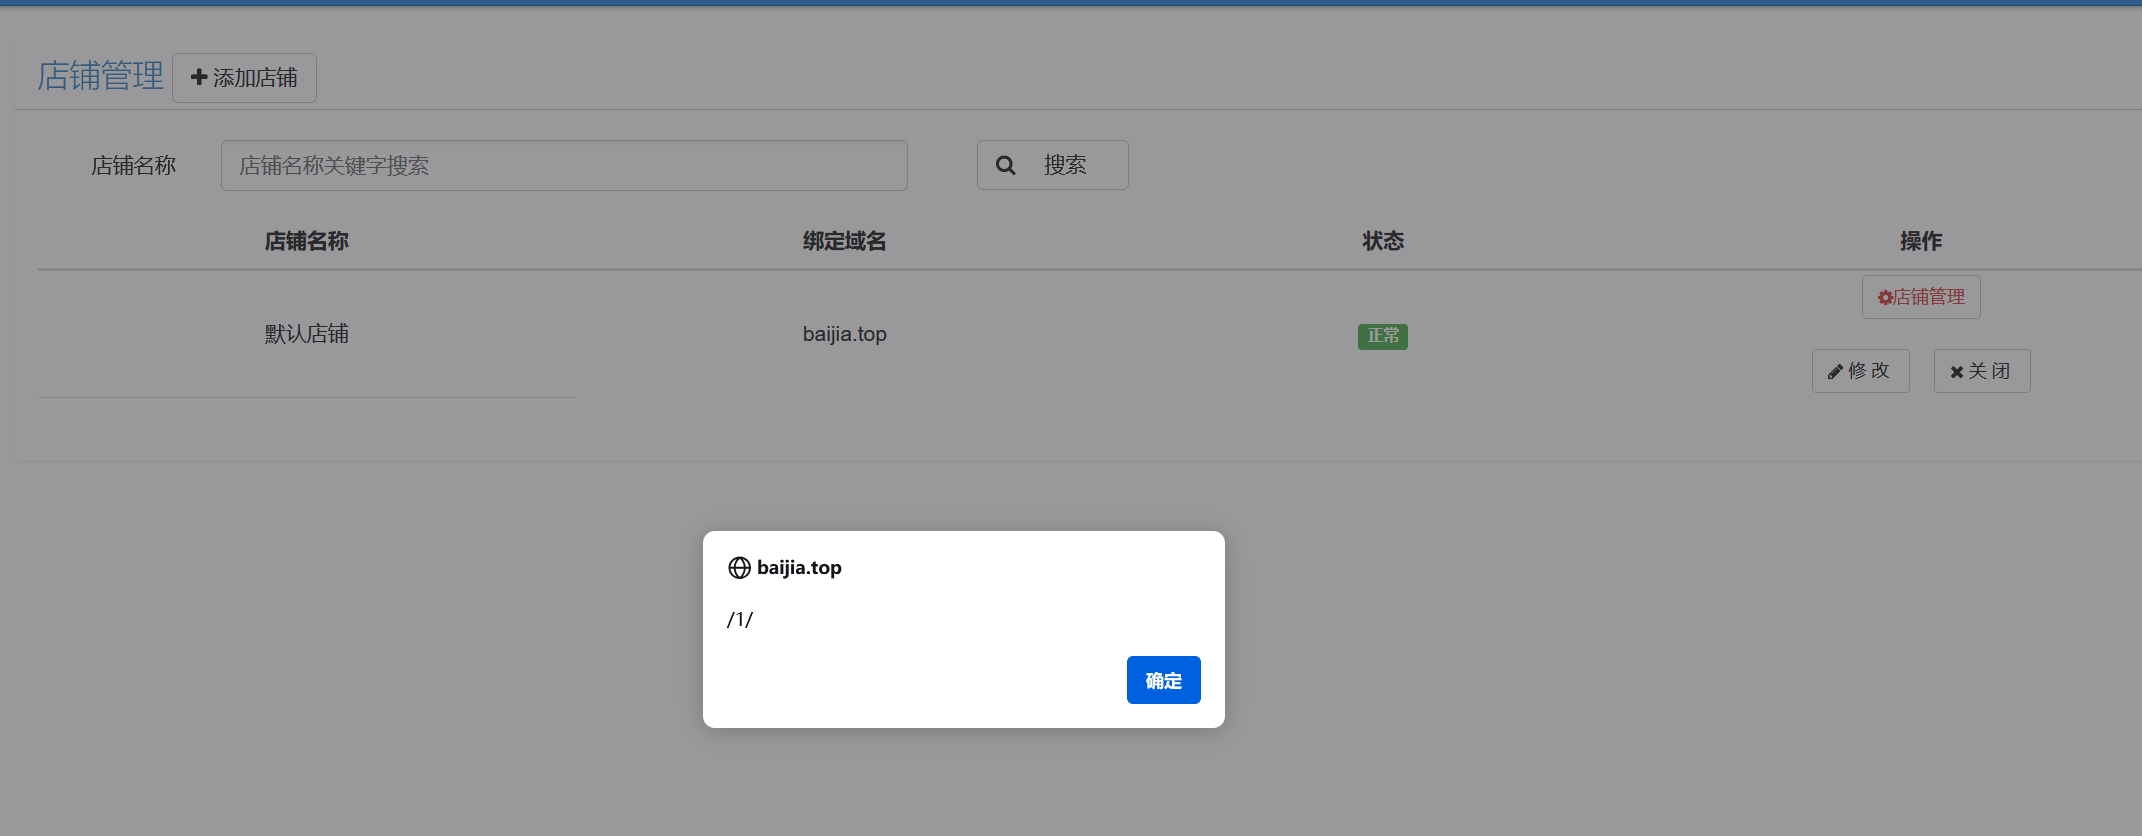 店铺管理 添加店铺
店铺名称 店铺名称关键字搜索 搜索
店铺名称 绑定域名 状态 操作
店铺管理
默认店铺 baijia.top 正常
修 改 关 闭
baijia.top
/1/
确定